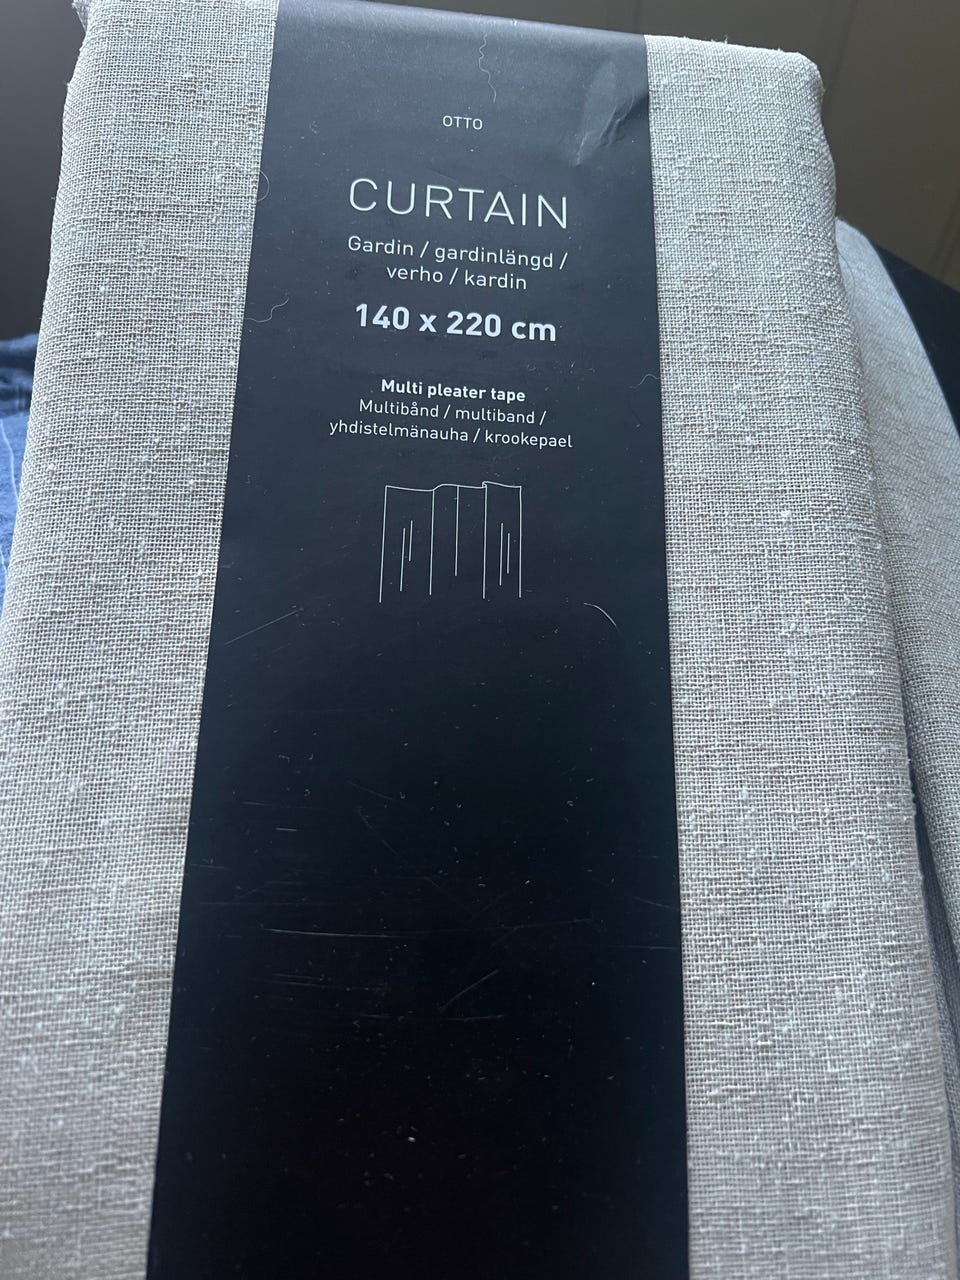 OTTO
CURTAIN
Gardin / gardinlängd /
verho / kardin
140 x 220 cm
Multi pleater tape
Multibånd / multiband /
yhdistelmänauha / krookepael